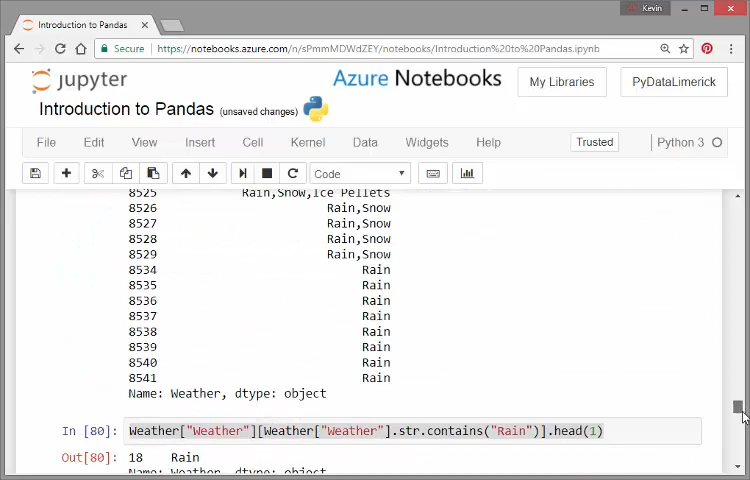 Kevin
Introduction to Pandas
Secure https://notebooks.azure.com/n/sPmmMDWdZEY/notebooks/Introduction%20to%20Pandas.ipynb
jupyter Azure Notebooks My Libraries PyDataLimerick
Introduction to Pandas (unsaved changes)
File Edit View Insert Cell Kernel Data Widgets Help Trusted Python 3
Code
8525 Rain,Snow,Ice Pellets
8526 Rain,Snow
8527 Rain,Snow
8528 Rain,Snow
8529 Rain,Snow
8534 Rain
8535 Rain
8536 Rain
8537 Rain
8538 Rain
8539 Rain
8540 Rain
8541 Rain
Name: Weather, dtype: object
In [80]: Weather["Weather"][Weather["Weather"].str.contains("Rain")].head(1)
Out[80]: 18 Rain
Name: Weather, dtype: object